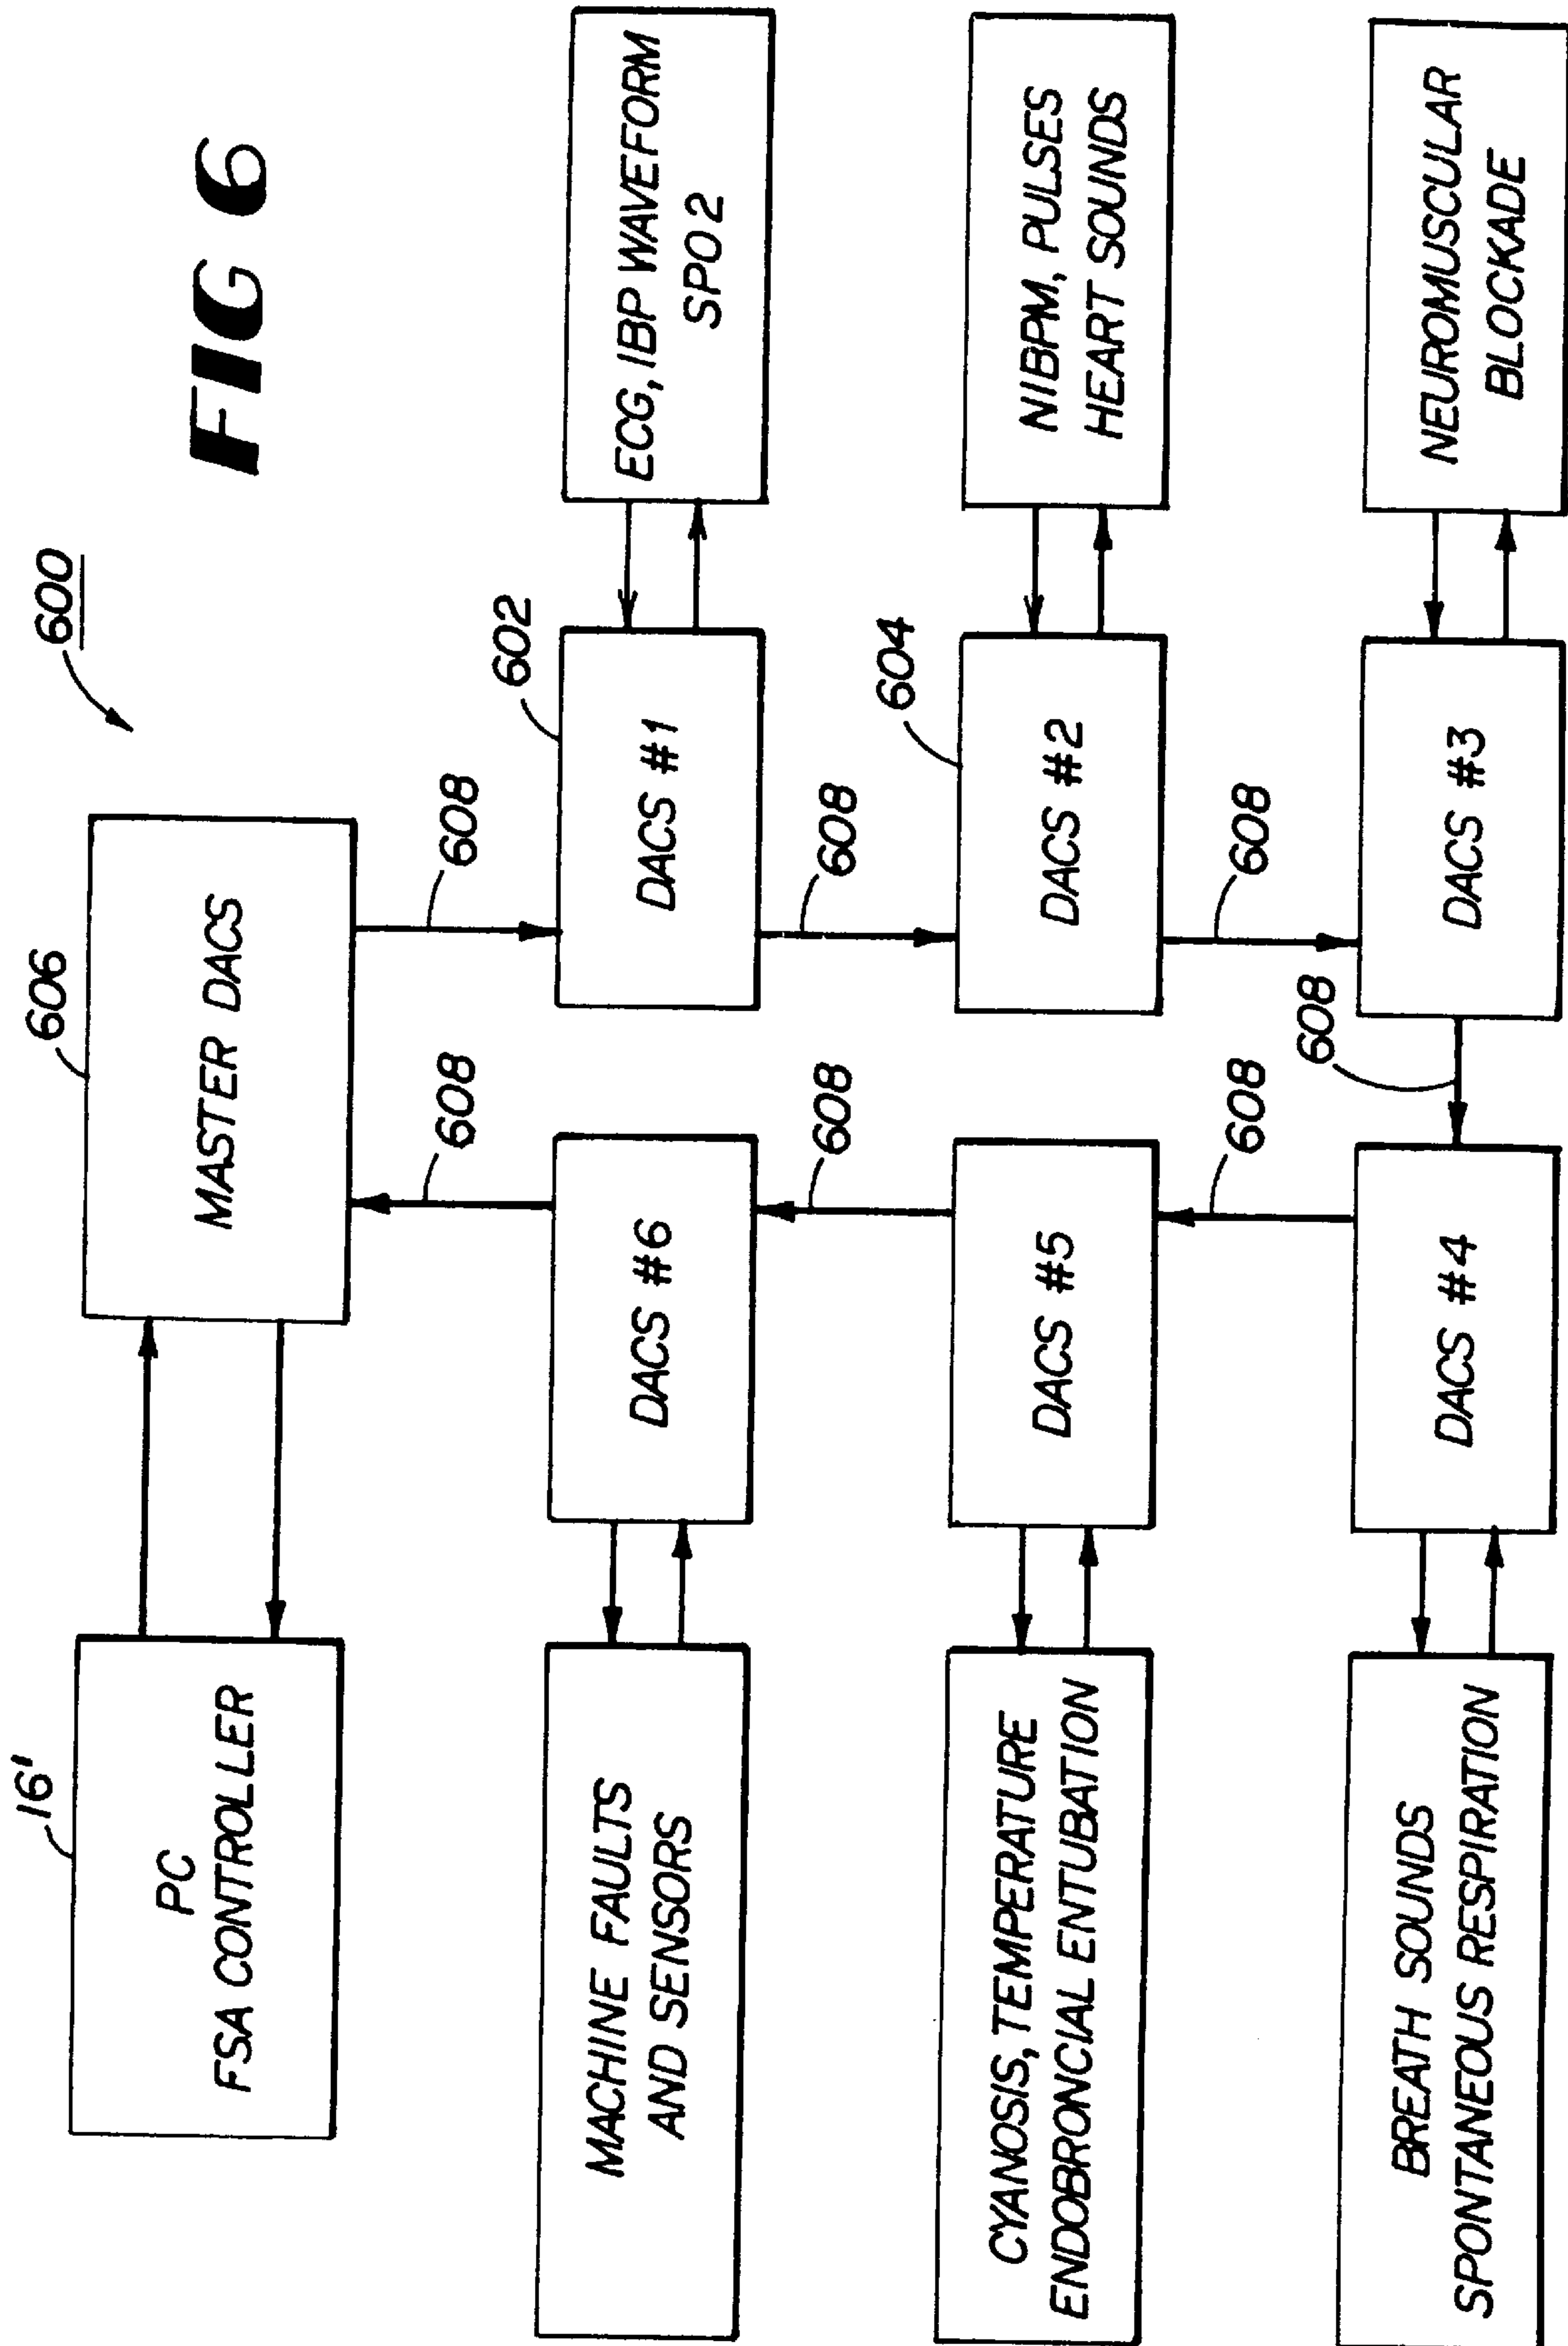 FIG 6
600
16'
606
PC
FSA CONTROLLER
MASTER DACS
608
608
602
MACHINE FAULTS
AND SENSORS
DACS #6
DACS #1
ECG, IBP WAVEFORM
SPO2
608
608
604
CYANOSIS, TEMPERATURE
ENDOBRONCIAL ENTUBATION
DACS #5
DACS #2
NIBPM, PULSES
HEART SOUNDS
608
608
608
BREATH SOUNDS
SPONTANEOUS RESPIRATION
DACS #4
DACS #3
NEUROMUSCULAR
BLOCKADE